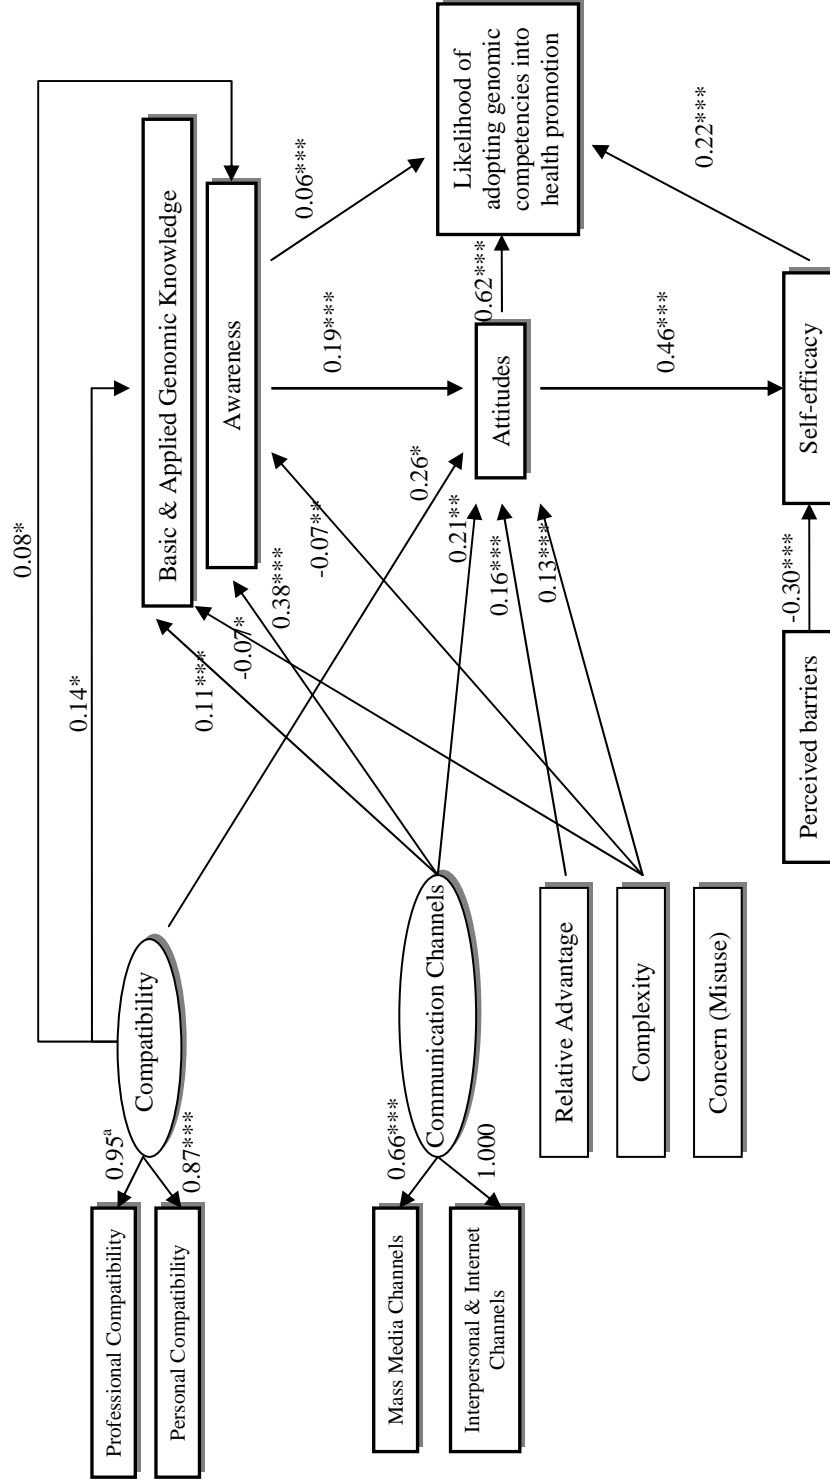 Professional Compatibility
Personal Compatibility
0.95ᵃ
0.87***
Compatibility
0.08*
0.14*
Basic & Applied Genomic Knowledge
Awareness
0.11***
-0.07*
0.38***
-0.07**
0.26*
0.19***
0.06***
Mass Media Channels
Interpersonal & Internet
Channels
0.66***
1.000
Communication Channels
0.21**
0.16***
0.13***
Attitudes
0.62***
Likelihood of
adopting genomic
competencies into
health promotion
Relative Advantage
Complexity
Concern (Misuse)
0.46***
0.22***
Perceived barriers
-0.30***
Self-efficacy